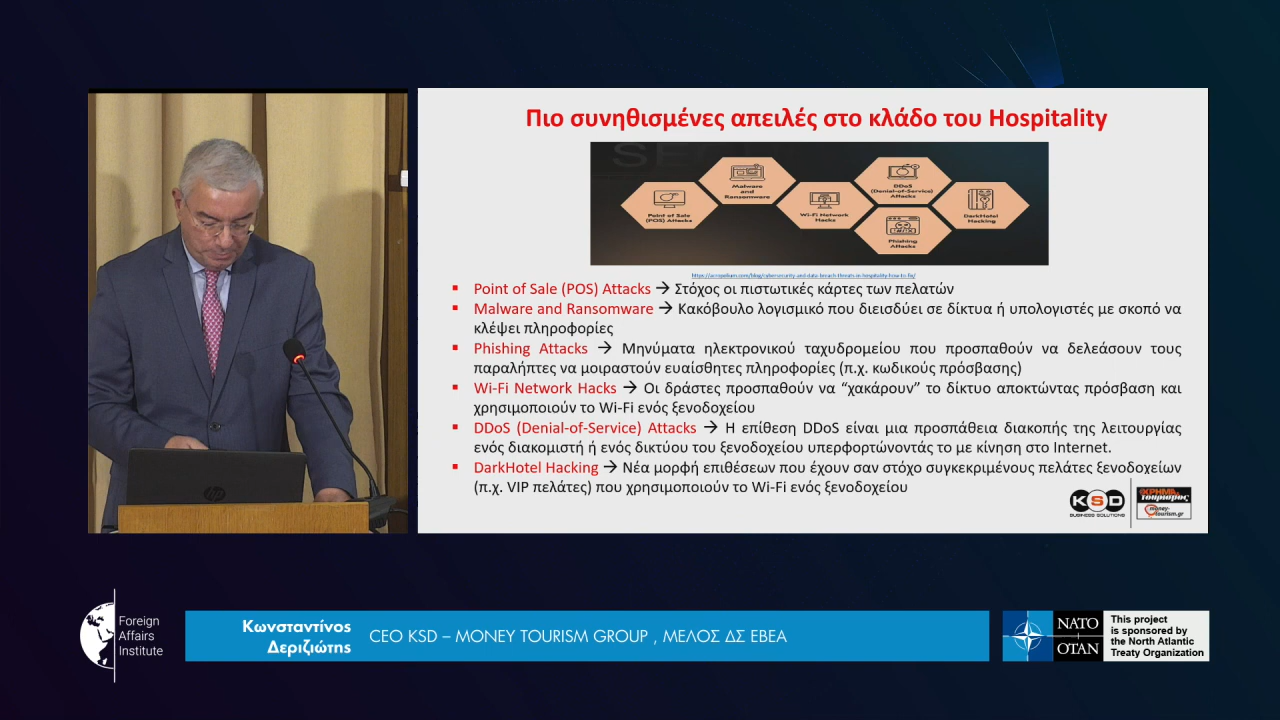 Πιο συνηθισμένες απειλές στο κλάδο του Hospitality
Point of Sale
(POS) Attacks
Malware
and
Ransomware
Wi-Fi Network
Hacks
DDoS
(Denial-of-Service)
Attacks
Phishing
Attacks
DarkHotel
Hacking
▪ Point of Sale (POS) Attacks → Στόχος οι πιστωτικές κάρτες των πελατών
▪ Malware and Ransomware → Κακόβουλο λογισμικό που διεισδύει σε δίκτυα ή υπολογιστές με σκοπό να
κλέψει πληροφορίες
▪ Phishing Attacks → Μηνύματα ηλεκτρονικού ταχυδρομείου που προσπαθούν να δελεάσουν τους
παραλήπτες να μοιραστούν ευαίσθητες πληροφορίες (π.χ. κωδικούς πρόσβασης)
▪ Wi-Fi Network Hacks → Οι δράστες προσπαθούν να “χακάρουν” το δίκτυο αποκτώντας πρόσβαση και
χρησιμοποιούν το Wi-Fi ενός ξενοδοχείου
▪ DDoS (Denial-of-Service) Attacks → Η επίθεση DDoS είναι μια προσπάθεια διακοπής της λειτουργίας
ενός διακομιστή ή ενός δικτύου του ξενοδοχείου υπερφορτώνοντάς το με κίνηση στο Internet.
▪ DarkHotel Hacking → Νέα μορφή επιθέσεων που έχουν σαν στόχο συγκεκριμένους πελάτες ξενοδοχείων
(π.χ. VIP πελάτες) που χρησιμοποιούν το Wi-Fi ενός ξενοδοχείου
KSD
BUSINESS SOLUTIONS
ΧΡΗΜΑ
τουρισμός
money-
tourism.gr
hp
Foreign
Affairs
Institute
Κωνσταντίνος
Δεριζιώτης
CEO KSD – MONEY TOURISM GROUP , ΜΕΛΟΣ ΔΣ ΕΒΕΑ
NATO
OTAN
This project
is sponsored by
the North Atlantic
Treaty Organization